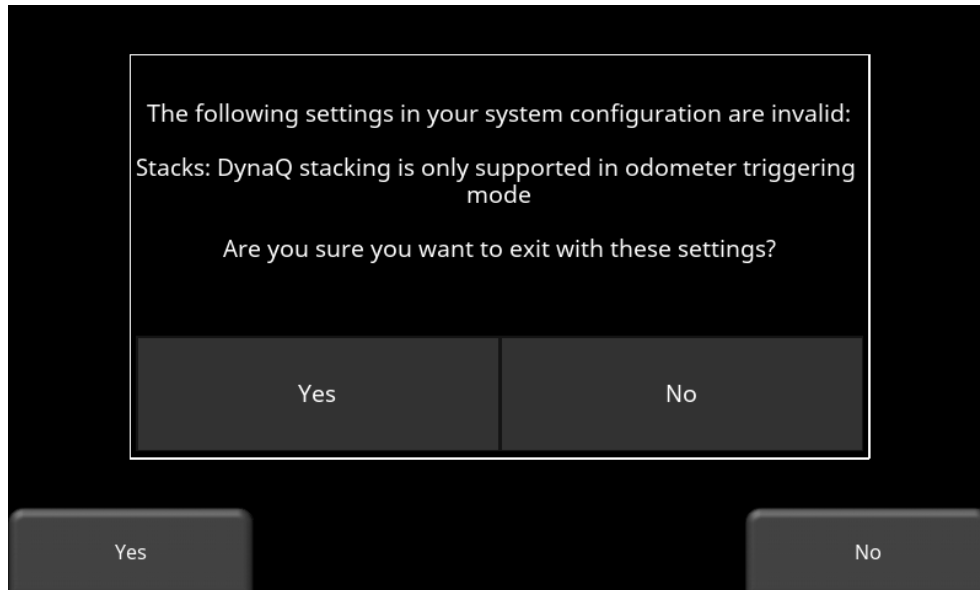 The following settings in your system configuration are invalid:
Stacks: DynaQ stacking is only supported in odometer triggering
mode
Are you sure you want to exit with these settings?
Yes
No
Yes
No